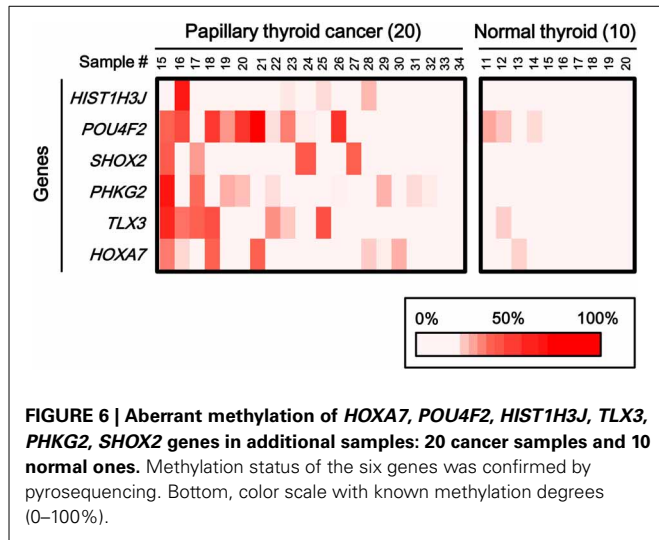 Papillary thyroid cancer (20) Normal thyroid (10)
Sample # 15 16 17 18 19 20 21 22 23 24 25 26 27 28 29 30 31 32 33 34 11 12 13 14 15 16 17 18 19 20
Genes
HIST1H3J
POU4F2
SHOX2
PHKG2
TLX3
HOXA7
0% 50% 100%
FIGURE 6 | Aberrant methylation of HOXA7, POU4F2, HIST1H3J, TLX3,
PHKG2, SHOX2 genes in additional samples: 20 cancer samples and 10
normal ones. Methylation status of the six genes was confirmed by
pyrosequencing. Bottom, color scale with known methylation degrees
(0–100%).